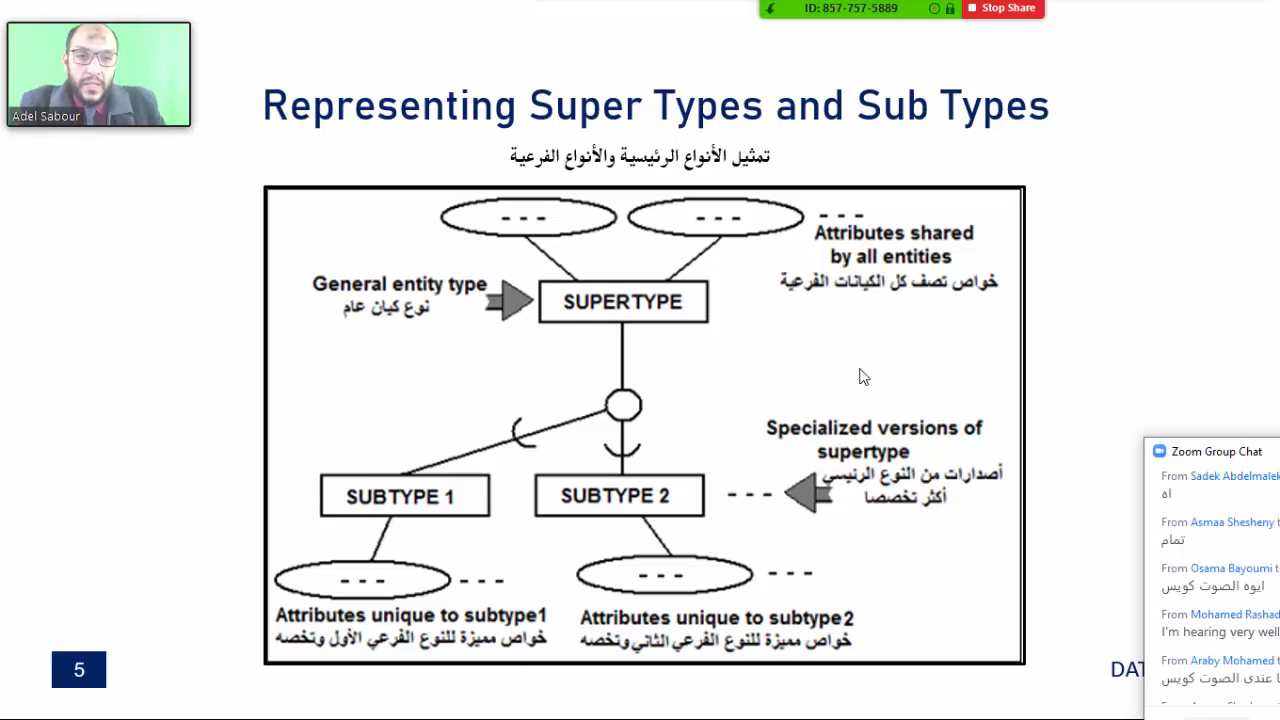 ID: 857-757-5889
Stop Share
Adel Sabour
Representing Super Types and Sub Types
تمثيل الأنواع الرئيسية والأنواع الفرعية
- - -
- - -
- - -
Attributes shared
by all entities
خواص تصف كل الكيانات الفرعية
General entity type
نوع كيان عام
SUPERTYPE
Specialized versions of
supertype
أصدارات من النوع الرئيسي
أكثر تخصصا
SUBTYPE 1
SUBTYPE 2
- - -
- - -
- - -
- - -
- - -
Attributes unique to subtype1
خواص مميزة للنوع الفرعي الأول وتخصه
Attributes unique to subtype2
خواص مميزة للنوع الفرعي الثاني وتخصه
5
DAT
Zoom Group Chat
From Sadek Abdelmalek
اه
From Asmaa Shesheny t
تمام
From Osama Bayoumi to
ايوه الصوت كويس
From Mohamed Rashad
I'm hearing very well
From Araby Mohamed t
ا عندى الصوت كويس